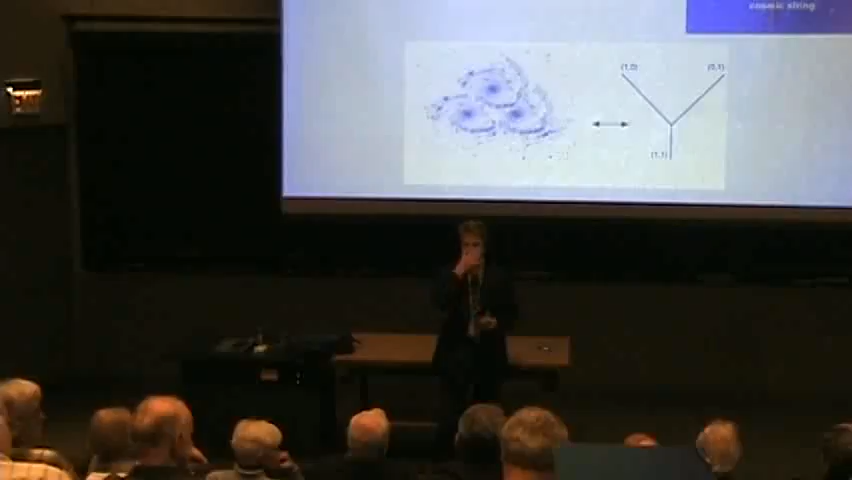 cosmic string
(1,0)
(0,1)
(1,1)